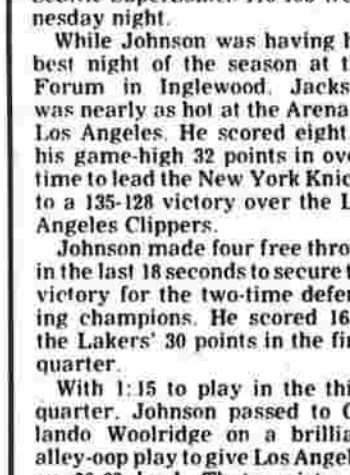 nesday night.
While Johnson was having h
best night of the season at t
Forum in Inglewood, Jacks
was nearly as hot at the Arena
Los Angeles. He scored eight
his game-high 32 points in ove
time to lead the New York Knic
to a 135-128 victory over the L
Angeles Clippers.
Johnson made four free thro
in the last 18 seconds to secure t
victory for the two-time defen
ing champions. He scored 16
the Lakers' 30 points in the fin
quarter.
With 1:15 to play in the thi
quarter, Johnson passed to O
lando Woolridge on a brillia
alley-oop play to give Los Angel